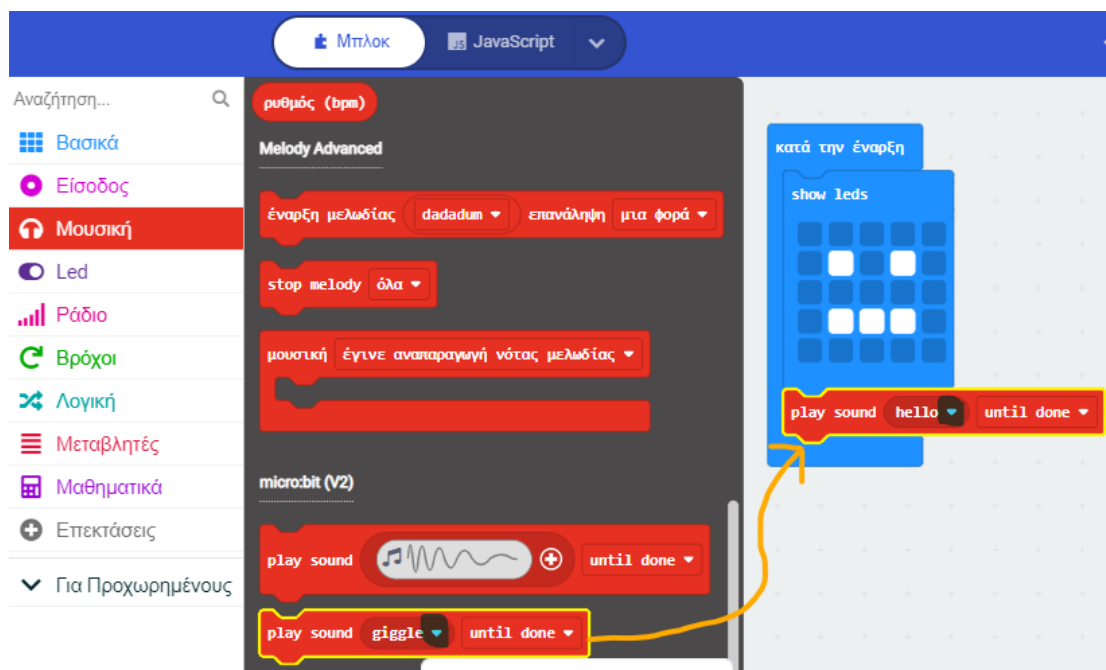 Μπλοκ
JS JavaScript
Αναζήτηση...
Βασικά
Είσοδος
Μουσική
Led
Ράδιο
Βρόχοι
Λογική
Μεταβλητές
Μαθηματικά
Επεκτάσεις
Για Προχωρημένους
ρυθμός (bpm)
Melody Advanced
έναρξη μελωδίας dadadum επανάληψη μια φορά
stop melody όλα
μουσική έγινε αναπαραγωγή νότας μελωδίας
micro:bit (V2)
play sound until done
play sound giggle until done
κατά την έναρξη
show leds
play sound hello until done